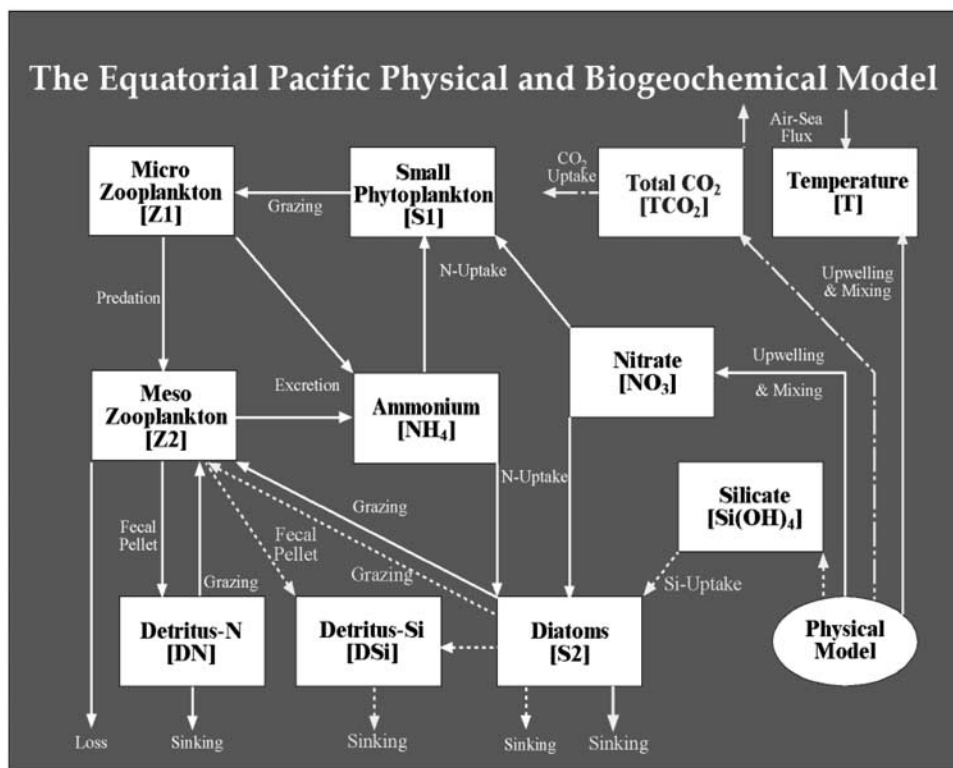 The Equatorial Pacific Physical and Biogeochemical Model
Air-Sea
Flux
Micro
Zooplankton
[Z1]
Grazing
Small
Phytoplankton
[S1]
CO₂
Uptake
Total CO₂
[TCO₂]
Temperature
[T]
Predation
N-Uptake
Upwelling
& Mixing
Nitrate
[NO₃]
Upwelling
& Mixing
Meso
Zooplankton
[Z2]
Excretion
Ammonium
[NH₄]
N-Uptake
Silicate
[Si(OH)₄]
Fecal
Pellet
Grazing
Fecal
Pellet
Grazing
Grazing
Si-Uptake
Detritus-N
[DN]
Detritus-Si
[DSi]
Diatoms
[S2]
Physical
Model
Loss
Sinking
Sinking
Sinking
Sinking